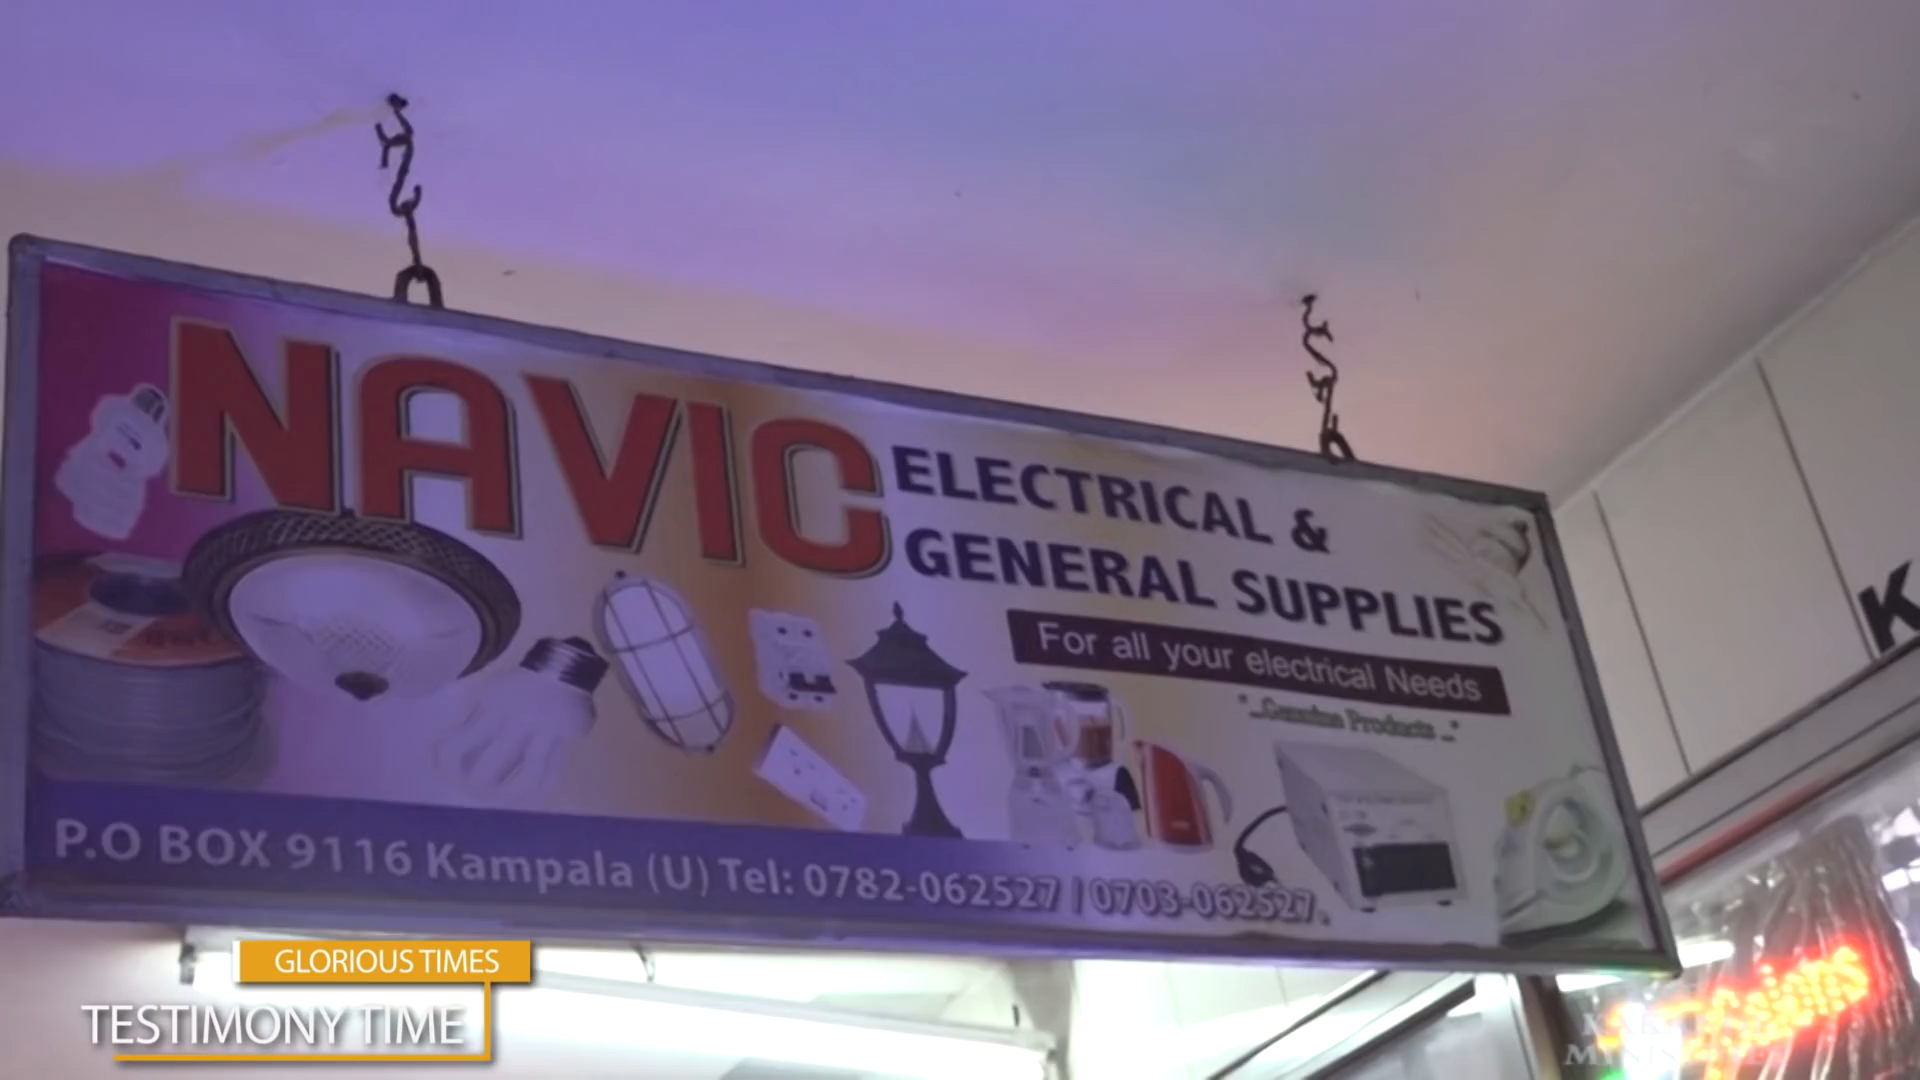 NAVIC
ELECTRICAL &
GENERAL SUPPLIES
For all your electrical Needs
"...Genuine Products ..."
P.O BOX 9116 Kampala (U) Tel: 0782-062527 / 0703-062527.
K
GLORIOUS TIMES
TESTIMONY TIME